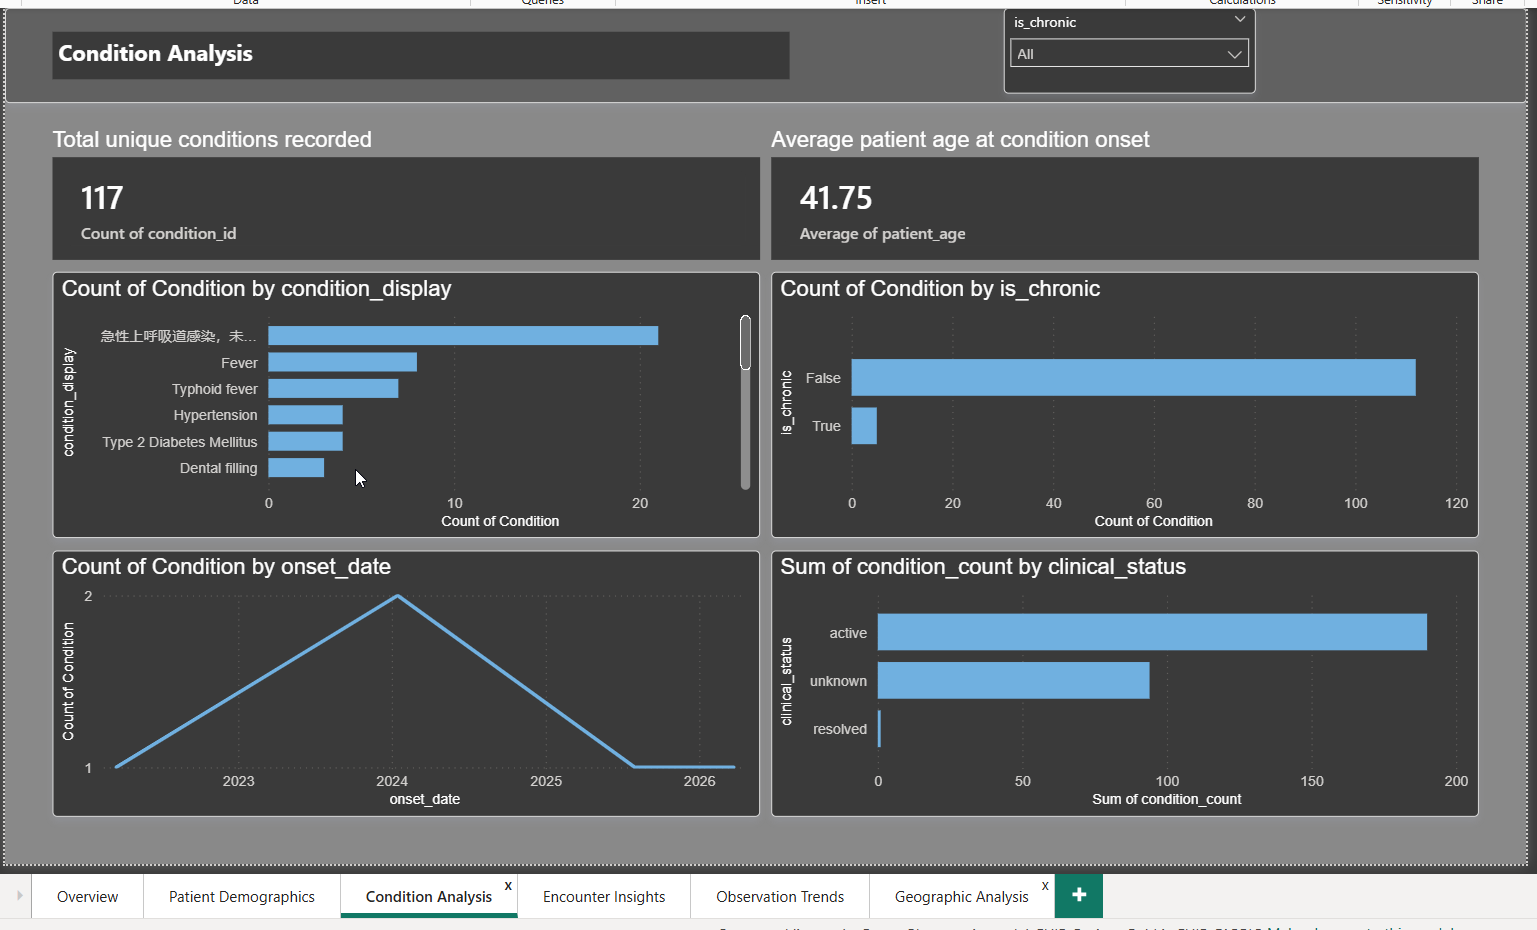 Data Queries Insert Calculations Sensitivity Share
Condition Analysis
is_chronic
All
Total unique conditions recorded
117
Count of condition_id
Average patient age at condition onset
41.75
Average of patient_age
Count of Condition by condition_display
condition_display
急性上呼吸道感染，未...
Fever
Typhoid fever
Hypertension
Type 2 Diabetes Mellitus
Dental filling
0 10 20
Count of Condition
Count of Condition by is_chronic
is_chronic
False
True
0 20 40 60 80 100 120
Count of Condition
Count of Condition by onset_date
Count of Condition
2
1
2023 2024 2025 2026
onset_date
Sum of condition_count by clinical_status
clinical_status
active
unknown
resolved
0 50 100 150 200
Sum of condition_count
Overview Patient Demographics Condition Analysis x Encounter Insights Observation Trends Geographic Analysis x +